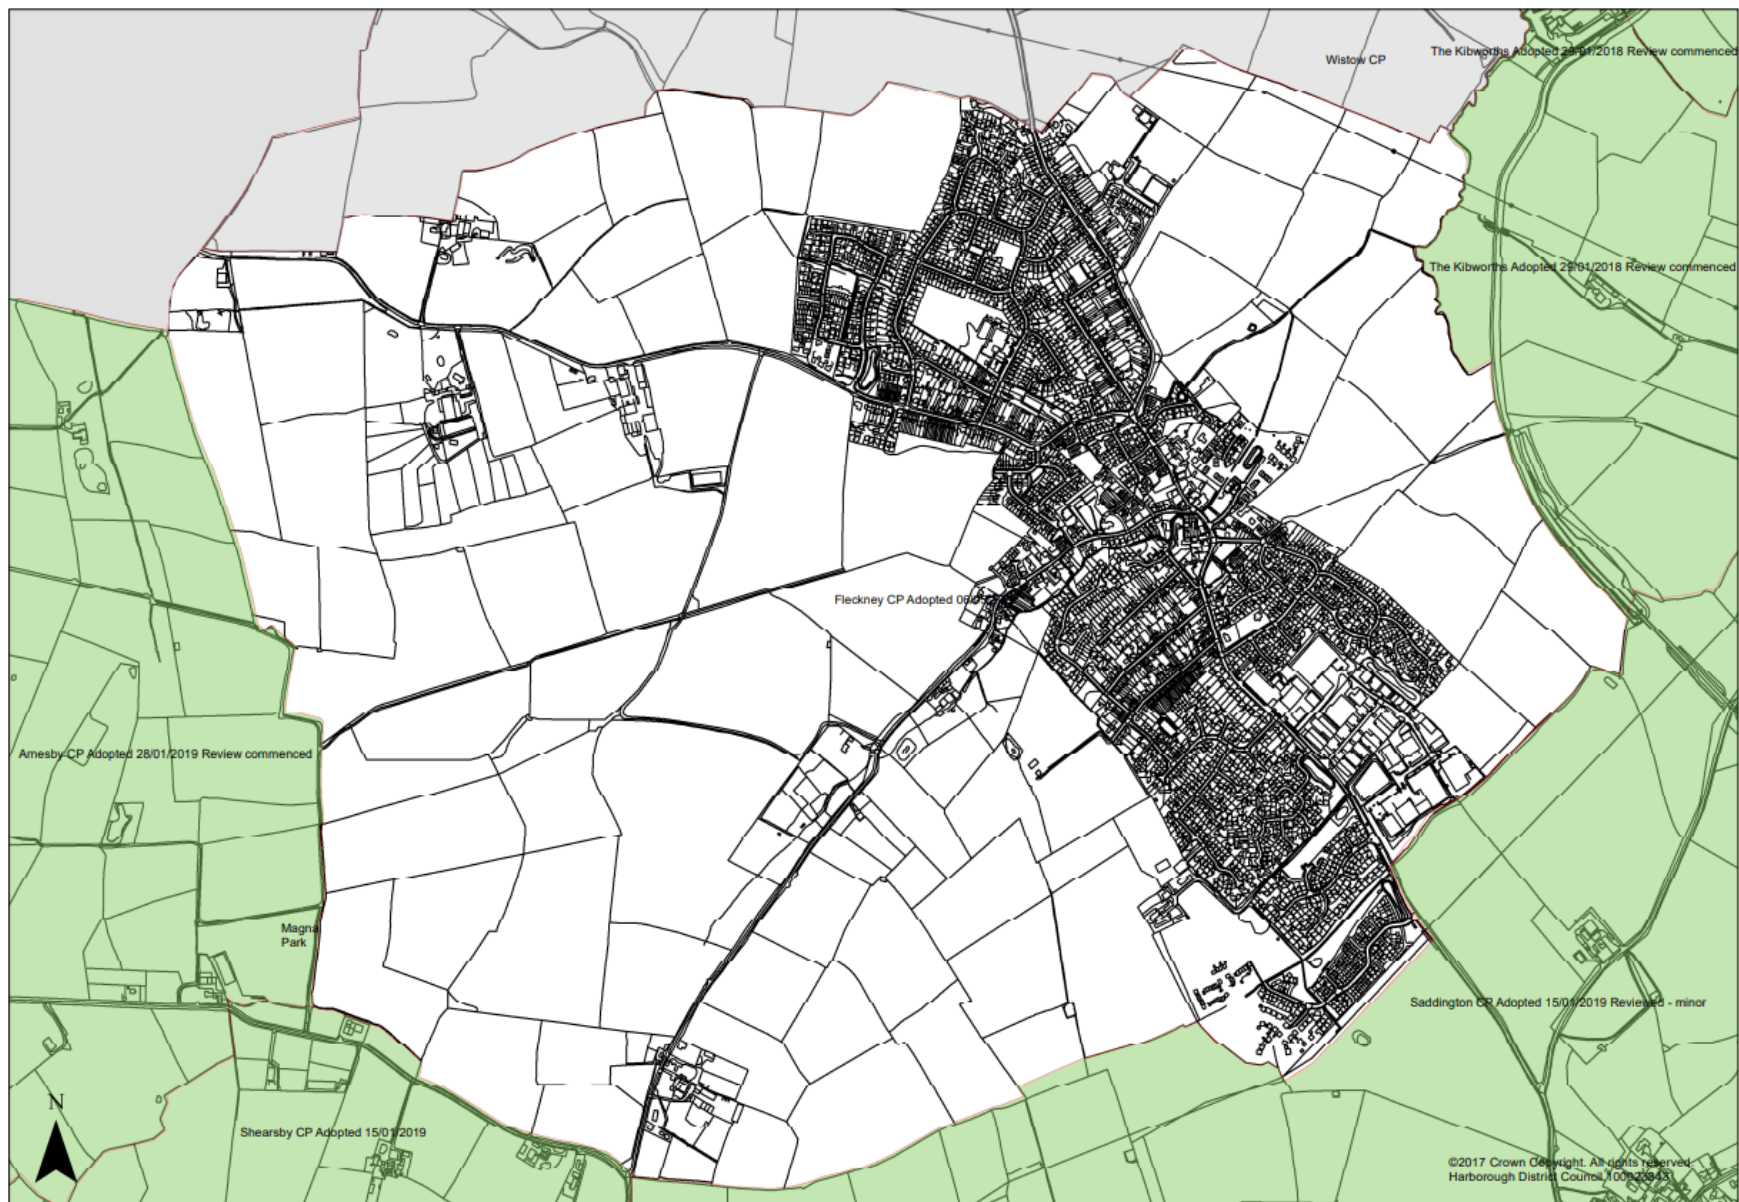 Wistow CP
The Kibworths Adopted 29/01/2018 Review commenced
The Kibworths Adopted 29/01/2018 Review commenced
Fleckney CP Adopted
Arnesby CP Adopted 28/01/2019 Review commenced
Magna
Park
Saddington CP Adopted 15/01/2019 Reviewed - minor
N
Shearsby CP Adopted 15/01/2019
©2017 Crown Copyright. All rights reserved
Harborough District Council